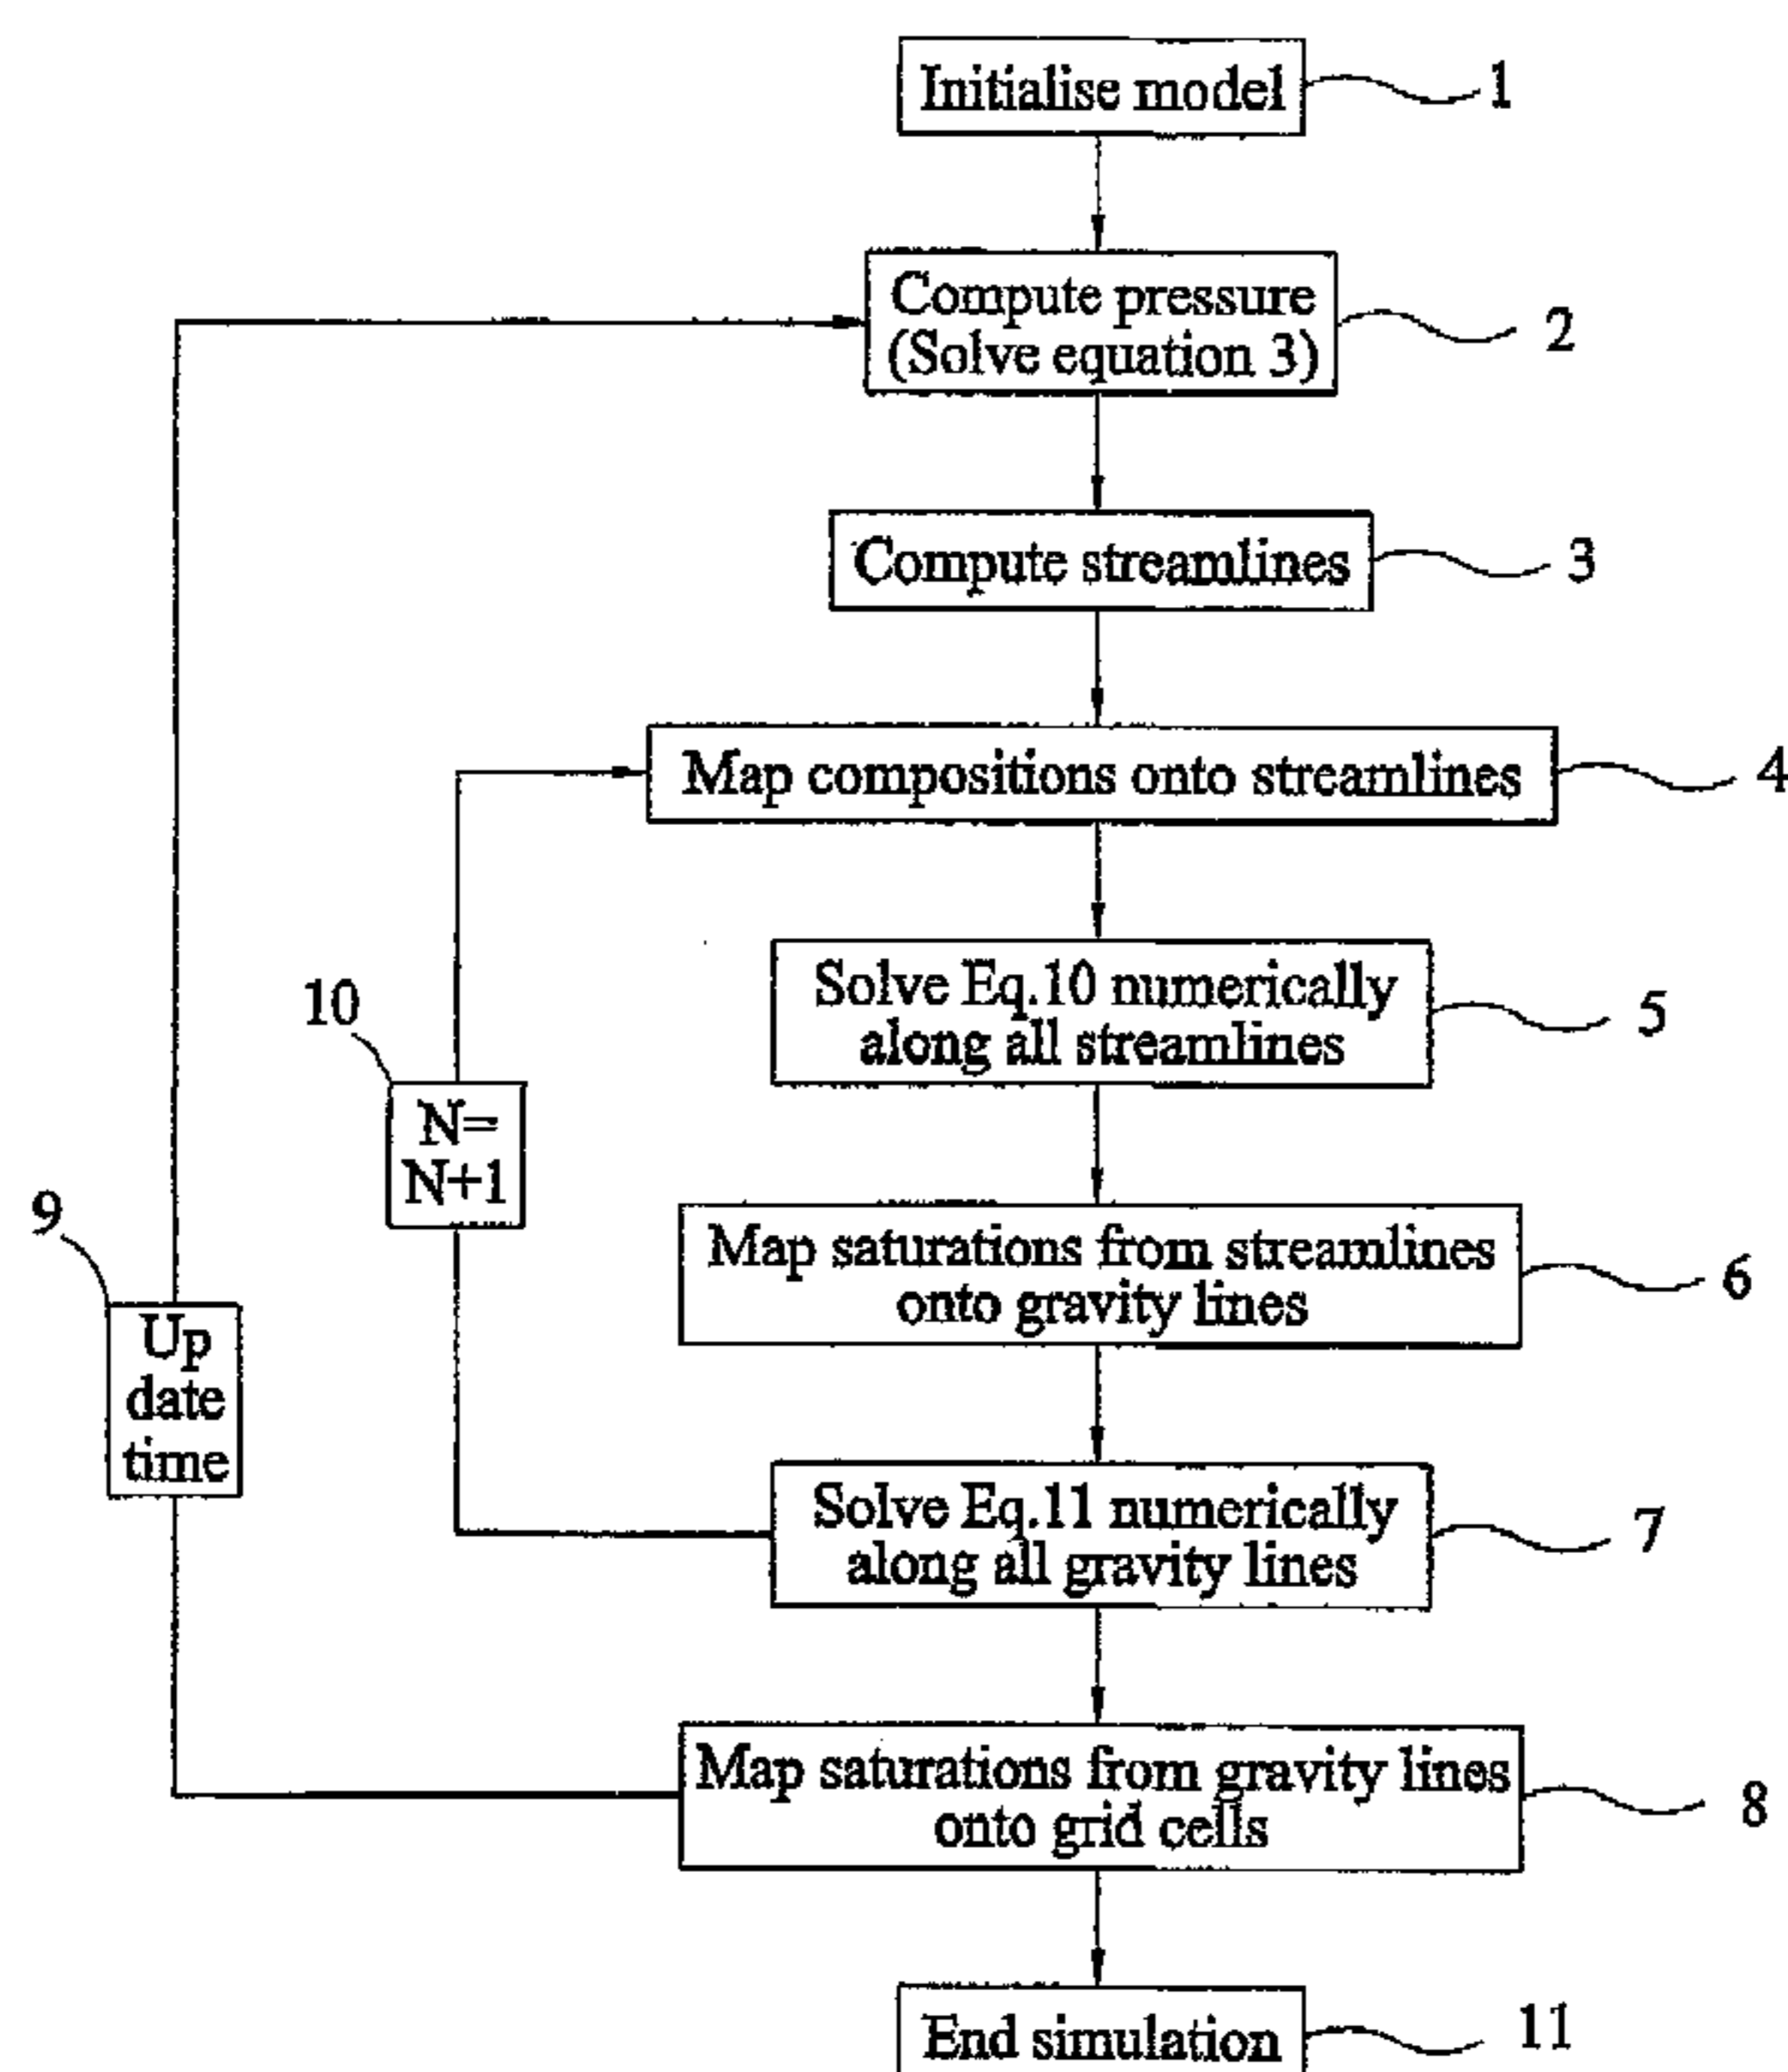 Initialise model
1
Compute pressure
(Solve equation 3)
2
Compute streamlines
3
Map compositions onto streamlines
4
Solve Eq.10 numerically
along all streamlines
5
10
N=
N+1
Map saturations from streamlines
onto gravity lines
6
9
Up
date
time
Solve Eq.11 numerically
along all gravity lines
7
Map saturations from gravity lines
onto grid cells
8
End simulation
11